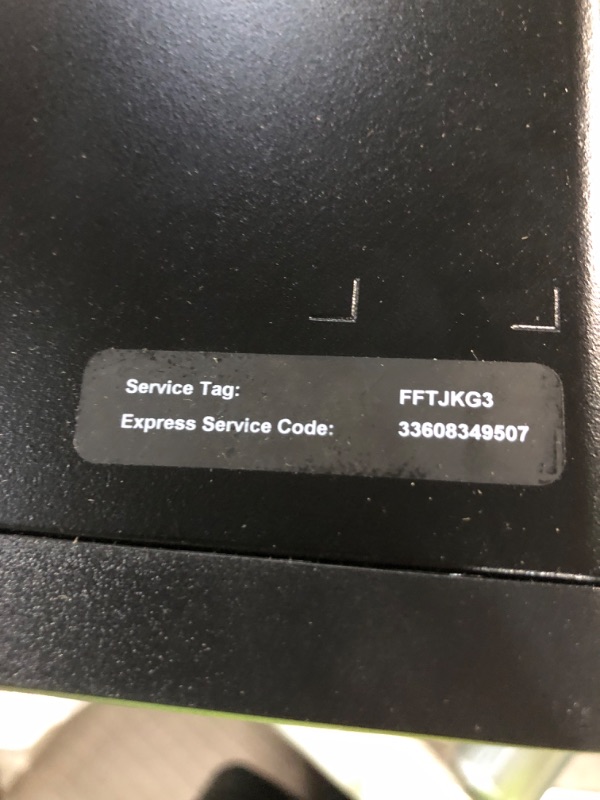 Service Tag: FFTJKG3
Express Service Code: 33608349507